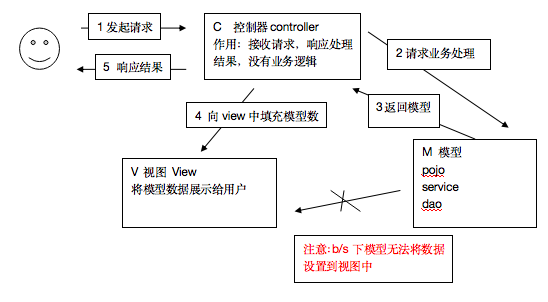 1 发起请求
C 控制器 controller
作用：接收请求，响应处理
结果，没有业务逻辑
2 请求业务处理
5 响应结果
3 返回模型
4 向 view 中填充模型数
M 模型
pojo
service
dao
V 视图 View
将模型数据展示给用户
注意:b/s 下模型无法将数据
设置到视图中